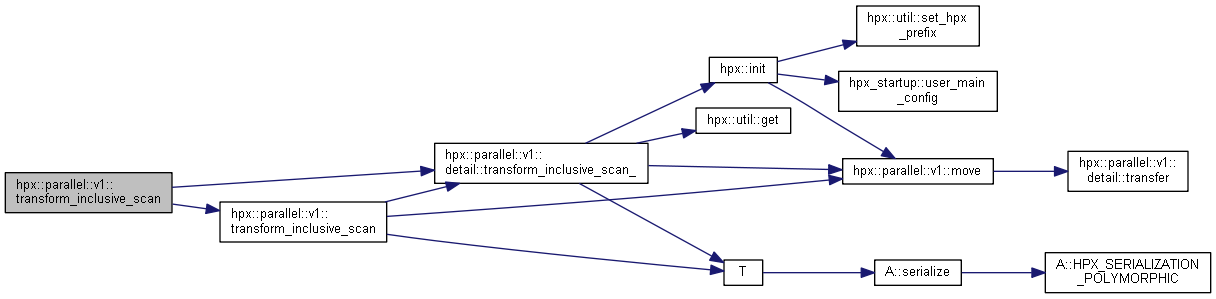 hpx::parallel::v1::
transform_inclusive_scan
hpx::parallel::v1::
transform_inclusive_scan
hpx::parallel::v1::
detail::transform_inclusive_scan_
hpx::init
hpx::util::get
T
hpx::util::set_hpx
_prefix
hpx_startup::user_main
_config
hpx::parallel::v1::move
A::serialize
hpx::parallel::v1::
detail::transfer
A::HPX_SERIALIZATION
_POLYMORPHIC